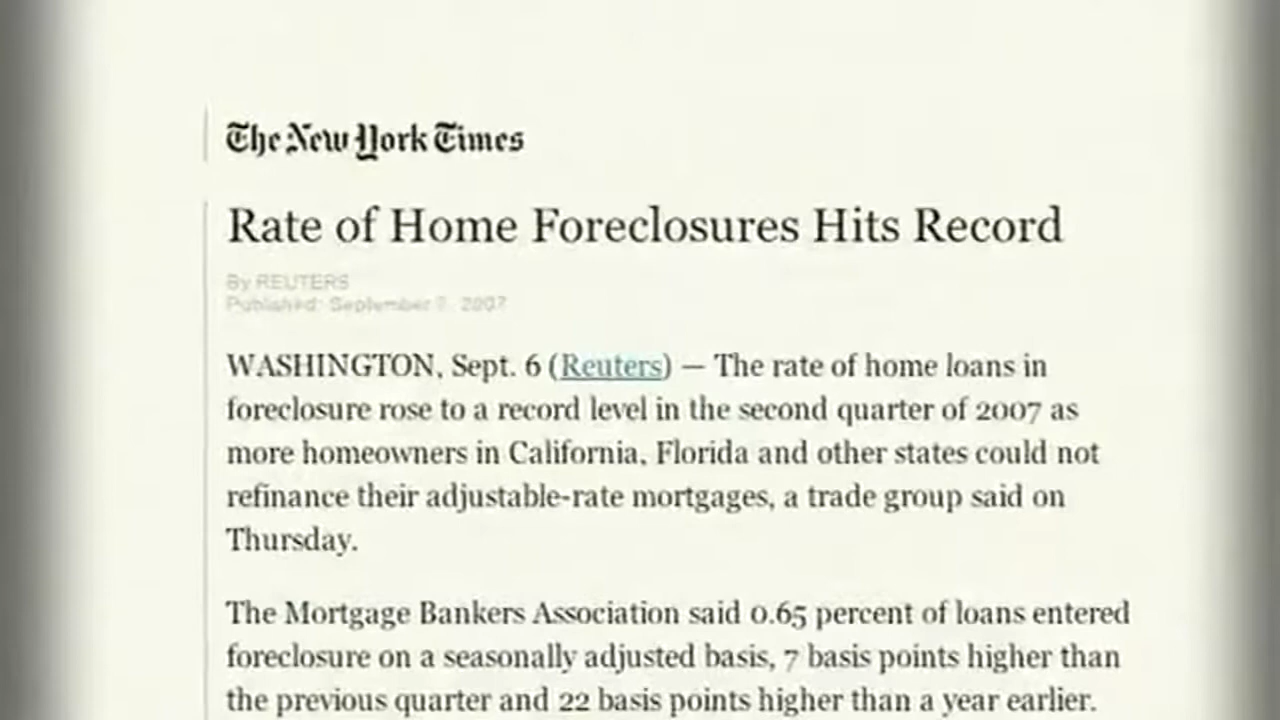 The New York Times
Rate of Home Foreclosures Hits Record
By REUTERS
Published: September 7, 2007
WASHINGTON, Sept. 6 (Reuters) — The rate of home loans in
foreclosure rose to a record level in the second quarter of 2007 as
more homeowners in California, Florida and other states could not
refinance their adjustable-rate mortgages, a trade group said on
Thursday.
The Mortgage Bankers Association said 0.65 percent of loans entered
foreclosure on a seasonally adjusted basis, 7 basis points higher than
the previous quarter and 22 basis points higher than a year earlier.